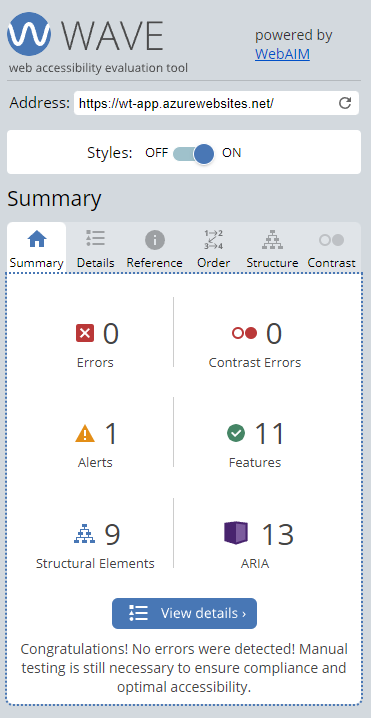 WAVE
web accessibility evaluation tool
powered by
WebAIM
Address: https://wt-app.azurewebsites.net/
Styles: OFF ON
Summary
Summary Details Reference Order Structure Contrast
0 0
Errors Contrast Errors
1 11
Alerts Features
9 13
Structural Elements ARIA
View details ›
Congratulations! No errors were detected! Manual
testing is still necessary to ensure compliance and
optimal accessibility.